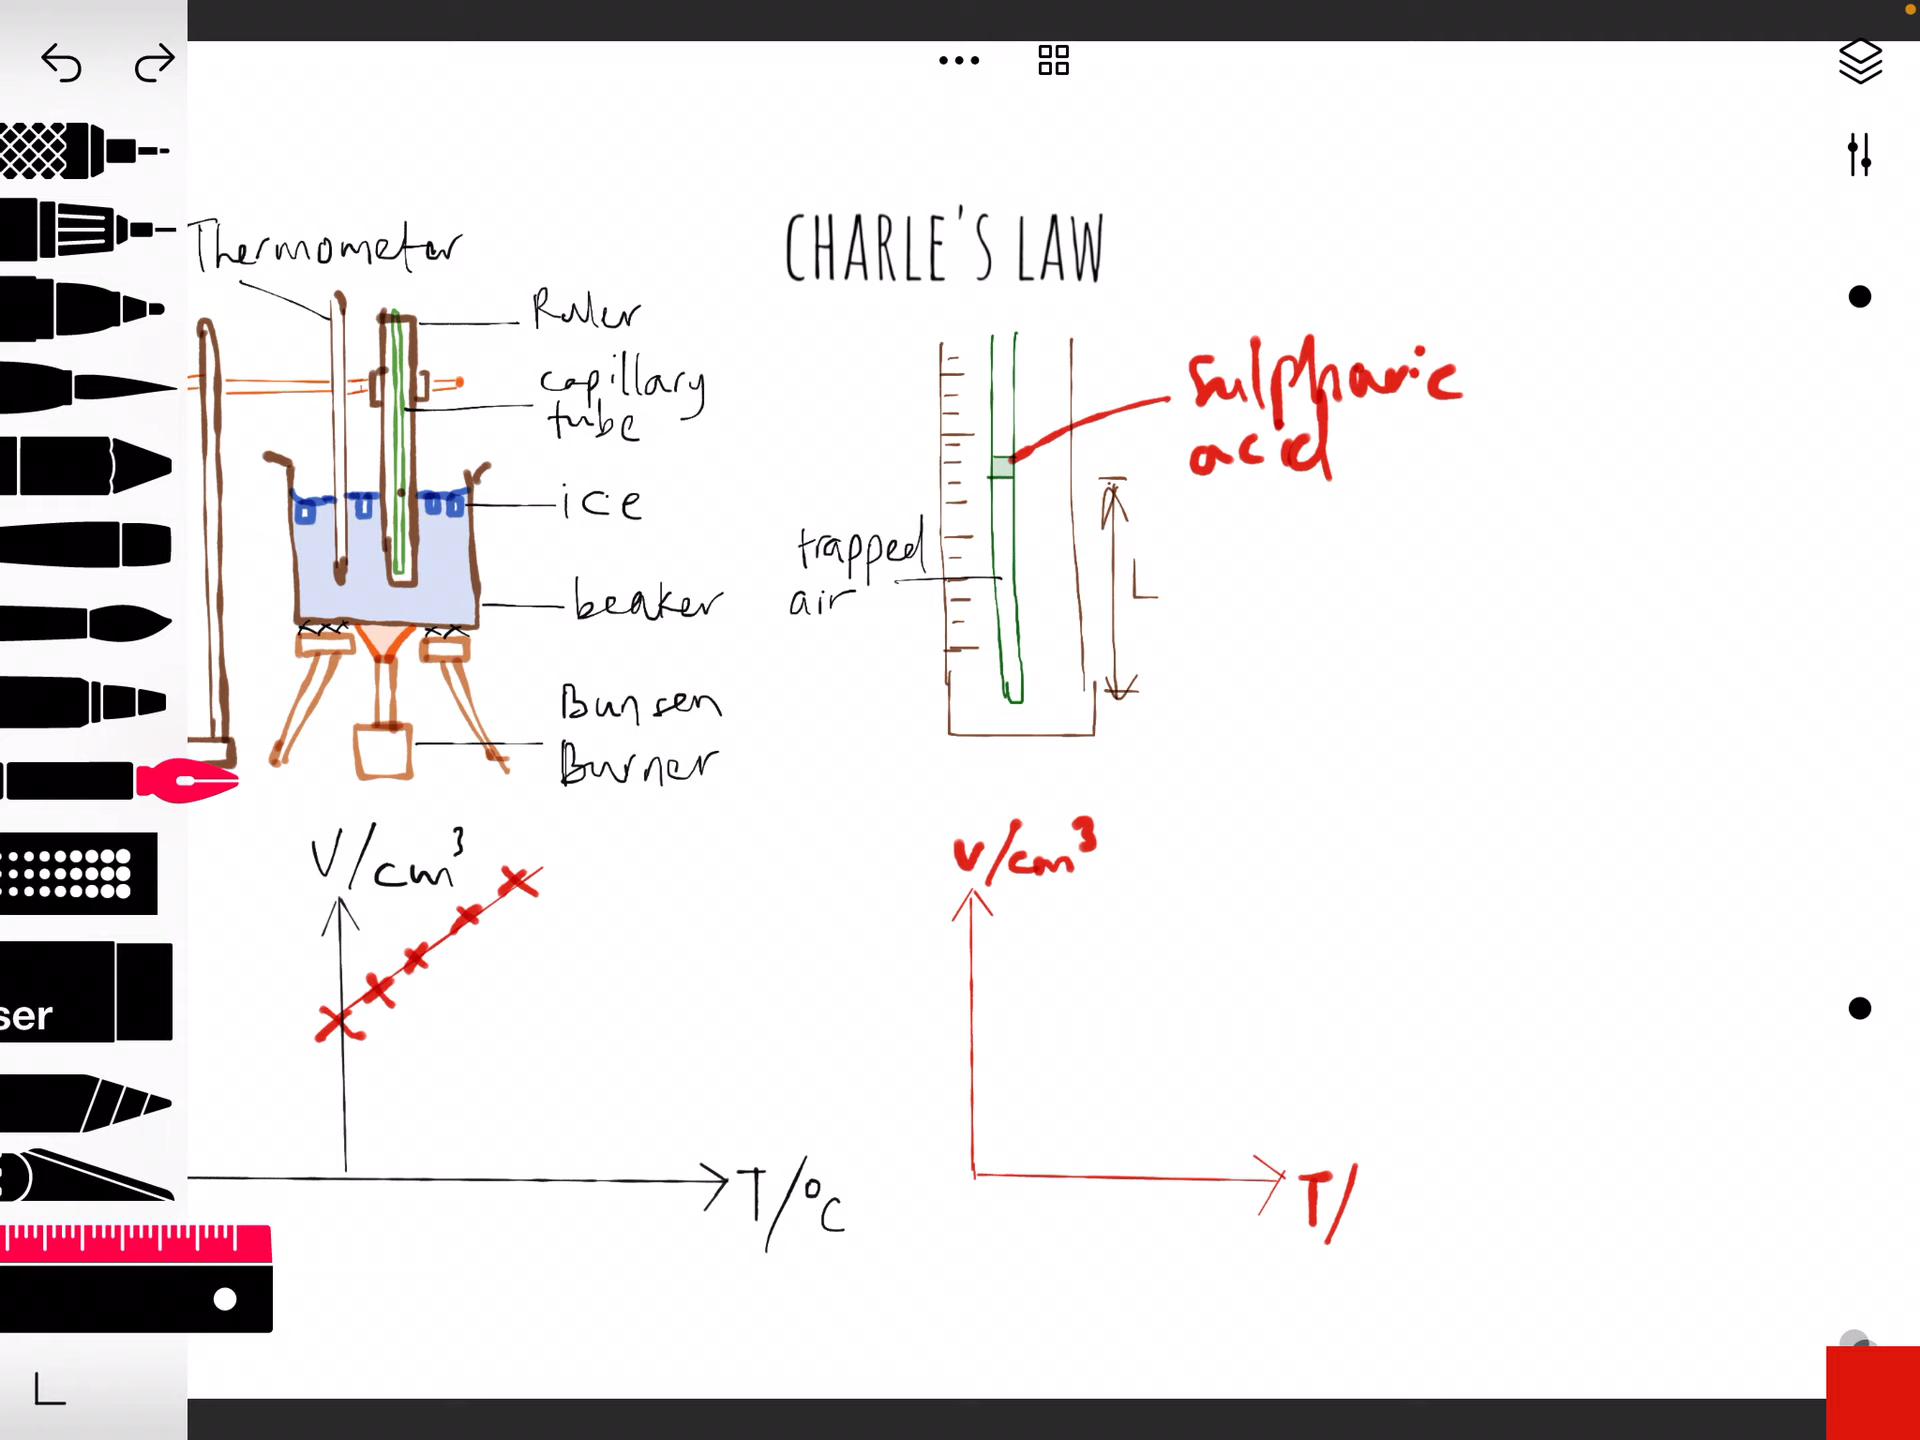 CHARLE'S LAW
Thermometer
Ruler
capillary
tube
ice
beaker
Bunsen
Burner
sulphuric
acid
trapped
air
L
V/cm³
T/°C
V/cm³
T/
ser